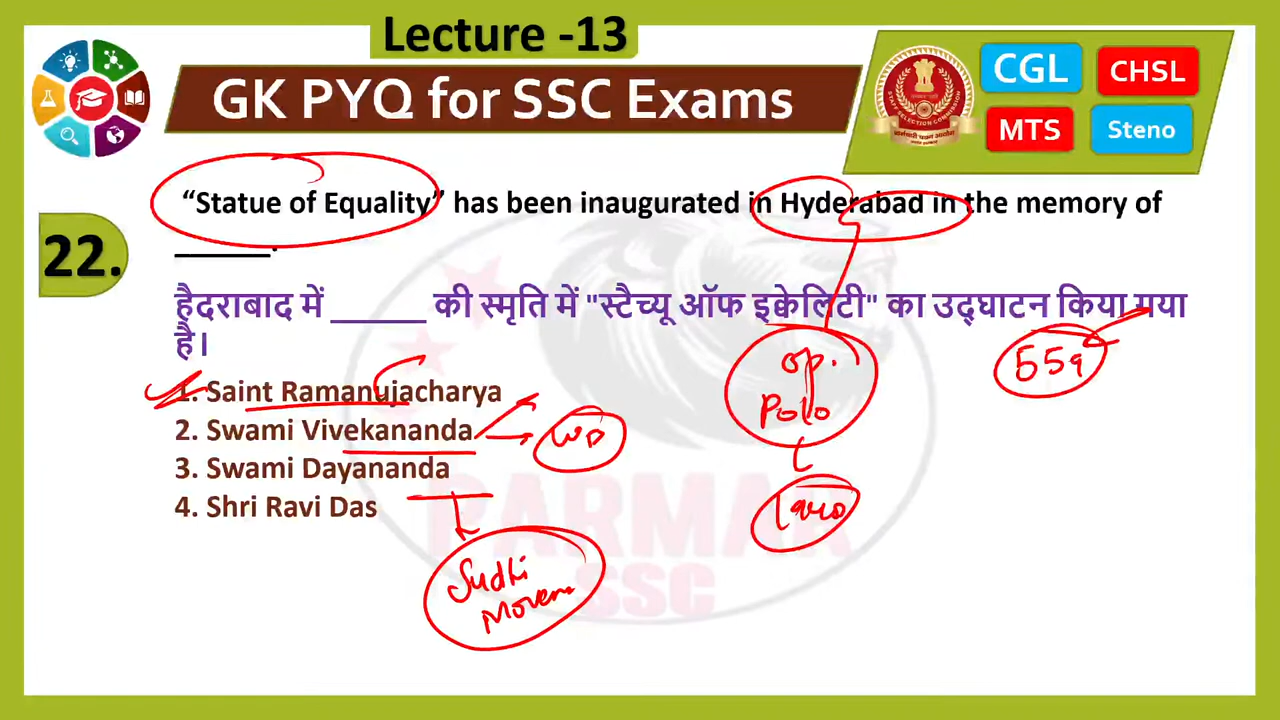 Lecture -13
GK PYQ for SSC Exams
CGL
CHSL
MTS
Steno
22.
“Statue of Equality” has been inaugurated in Hyderabad in the memory of
______.
हैदराबाद में ______ की स्मृति में "स्टैच्यू ऑफ इक्वेलिटी" का उद्घाटन किया गया
है।
1. Saint Ramanujacharya
2. Swami Vivekananda
3. Swami Dayananda
4. Shri Ravi Das
op.
Polo
Sudhi
PARMAR
SSC